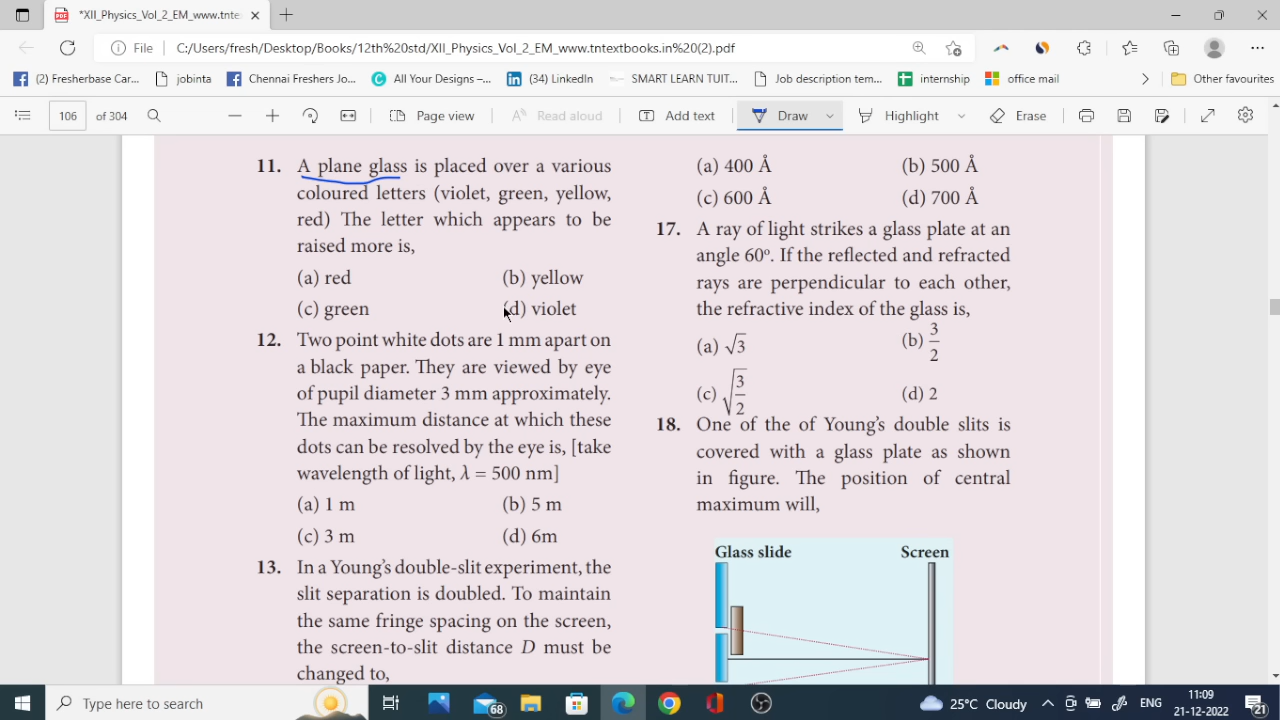 *XII_Physics_Vol_2_EM_www.tnte
File
C:/Users/fresh/Desktop/Books/12th%20std/XII_Physics_Vol_2_EM_www.tntextbooks.in%20(2).pdf
(2) Fresherbase Car...
jobinta
Chennai Freshers Jo...
All Your Designs –...
(34) LinkedIn
SMART LEARN TUIT...
Job description tem...
internship
office mail
Other favourites
106 of 304
Page view
Read aloud
Add text
Draw
Highlight
Erase
11. A plane glass is placed over a various
coloured letters (violet, green, yellow,
red) The letter which appears to be
raised more is,
(a) red (b) yellow
(c) green (d) violet
12. Two point white dots are 1 mm apart on
a black paper. They are viewed by eye
of pupil diameter 3 mm approximately.
The maximum distance at which these
dots can be resolved by the eye is, [take
wavelength of light, λ = 500 nm]
(a) 1 m (b) 5 m
(c) 3 m (d) 6m
13. In a Young's double-slit experiment, the
slit separation is doubled. To maintain
the same fringe spacing on the screen,
the screen-to-slit distance D must be
changed to,
(a) 400 Å (b) 500 Å
(c) 600 Å (d) 700 Å
17. A ray of light strikes a glass plate at an
angle 60º. If the reflected and refracted
rays are perpendicular to each other,
the refractive index of the glass is,
(a) √3 (b) 3/2
(c) √(3/2) (d) 2
18. One of the of Young's double slits is
covered with a glass plate as shown
in figure. The position of central
maximum will,
Glass slide Screen
Type here to search
68
25°C Cloudy
ENG
11:09
21-12-2022
21